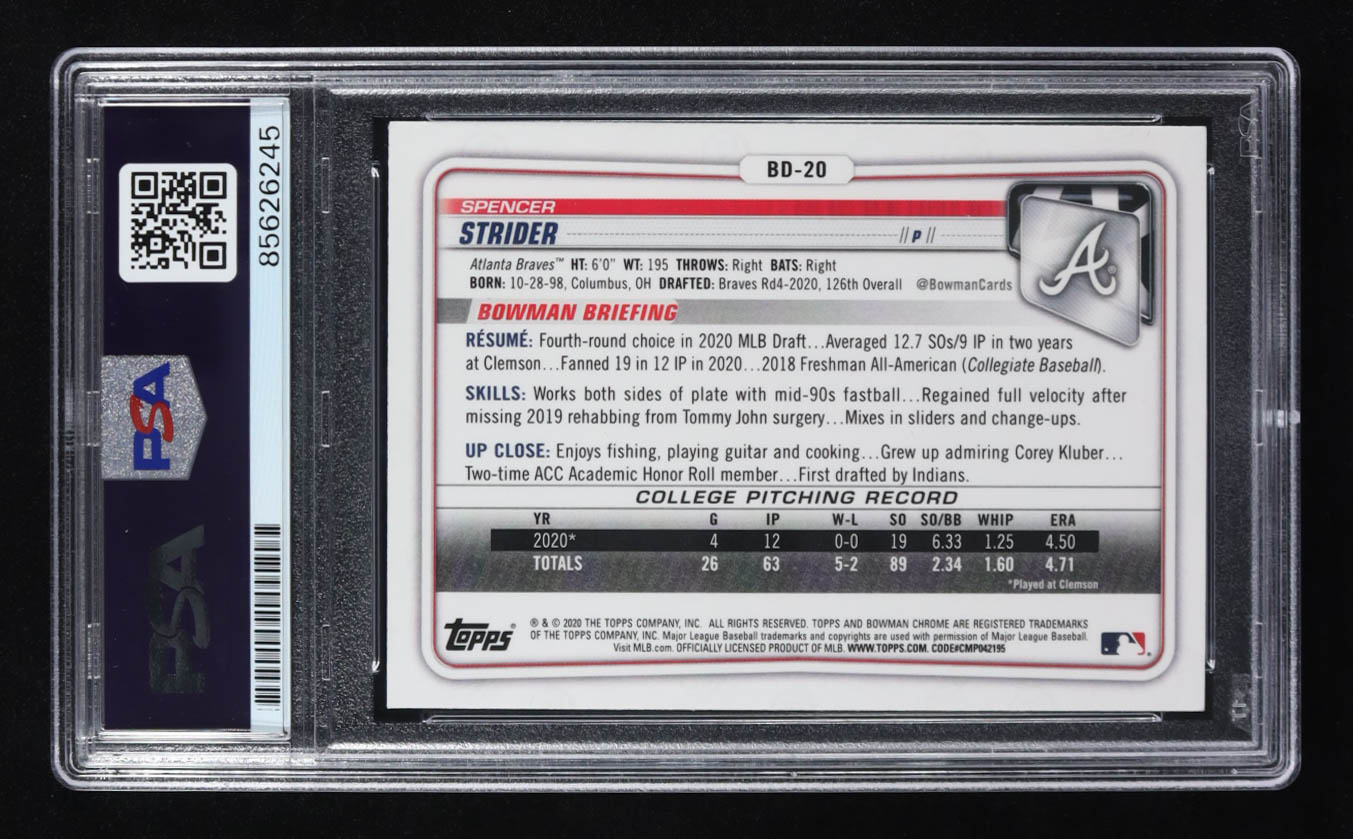 85626245
PSA
PSA
BD-20
SPENCER
STRIDER
// P //
A
Atlanta Braves™ HT: 6'0" WT: 195 THROWS: Right BATS: Right
BORN: 10-28-98, Columbus, OH DRAFTED: Braves Rd4-2020, 126th Overall @BowmanCards
BOWMAN BRIEFING
RÉSUMÉ: Fourth-round choice in 2020 MLB Draft...Averaged 12.7 SOs/9 IP in two years
at Clemson...Fanned 19 in 12 IP in 2020...2018 Freshman All-American (Collegiate Baseball).
SKILLS: Works both sides of plate with mid-90s fastball...Regained full velocity after
missing 2019 rehabbing from Tommy John surgery...Mixes in sliders and change-ups.
UP CLOSE: Enjoys fishing, playing guitar and cooking...Grew up admiring Corey Kluber...
Two-time ACC Academic Honor Roll member...First drafted by Indians.
COLLEGE PITCHING RECORD
YR G IP W-L SO SO/BB WHIP ERA
2020* 4 12 0-0 19 6.33 1.25 4.50
TOTALS 26 63 5-2 89 2.34 1.60 4.71
*Played at Clemson
Topps®
® & © 2020 THE TOPPS COMPANY, INC. ALL RIGHTS RESERVED. TOPPS AND BOWMAN CHROME ARE REGISTERED TRADEMARKS
OF THE TOPPS COMPANY, INC. Major League Baseball trademarks and copyrights are used with permission of Major League Baseball.
Visit MLB.com. OFFICIALLY LICENSED PRODUCT OF MLB. WWW.TOPPS.COM. CODE#CMP042195
PSA